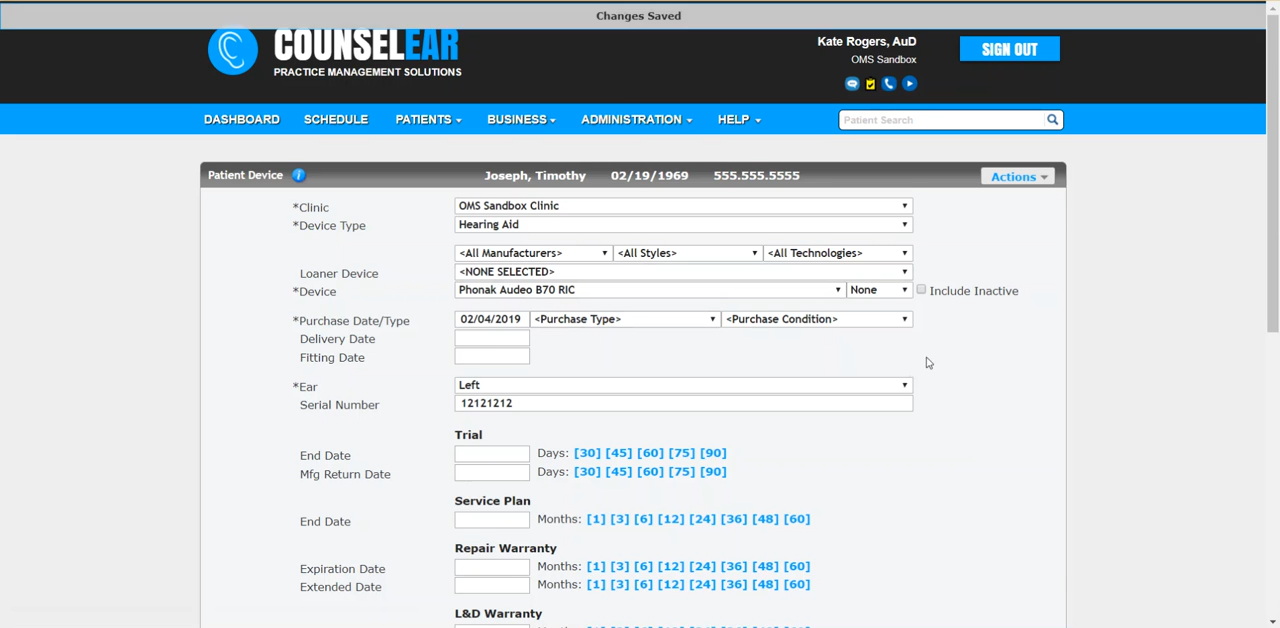 Changes Saved
COUNSELEAR
PRACTICE MANAGEMENT SOLUTIONS
Kate Rogers, AuD
OMS Sandbox
SIGN OUT
DASHBOARD SCHEDULE PATIENTS BUSINESS ADMINISTRATION HELP Patient Search
Patient Device i Joseph, Timothy 02/19/1969 555.555.5555 Actions
*Clinic OMS Sandbox Clinic
*Device Type Hearing Aid
<All Manufacturers> <All Styles> <All Technologies>
Loaner Device <NONE SELECTED>
*Device Phonak Audeo B70 RIC None Include Inactive
*Purchase Date/Type 02/04/2019 <Purchase Type> <Purchase Condition>
Delivery Date
Fitting Date
*Ear Left
Serial Number 12121212
Trial
End Date Days: [30] [45] [60] [75] [90]
Mfg Return Date Days: [30] [45] [60] [75] [90]
Service Plan
End Date Months: [1] [3] [6] [12] [24] [36] [48] [60]
Repair Warranty
Expiration Date Months: [1] [3] [6] [12] [24] [36] [48] [60]
Extended Date Months: [1] [3] [6] [12] [24] [36] [48] [60]
L&D Warranty